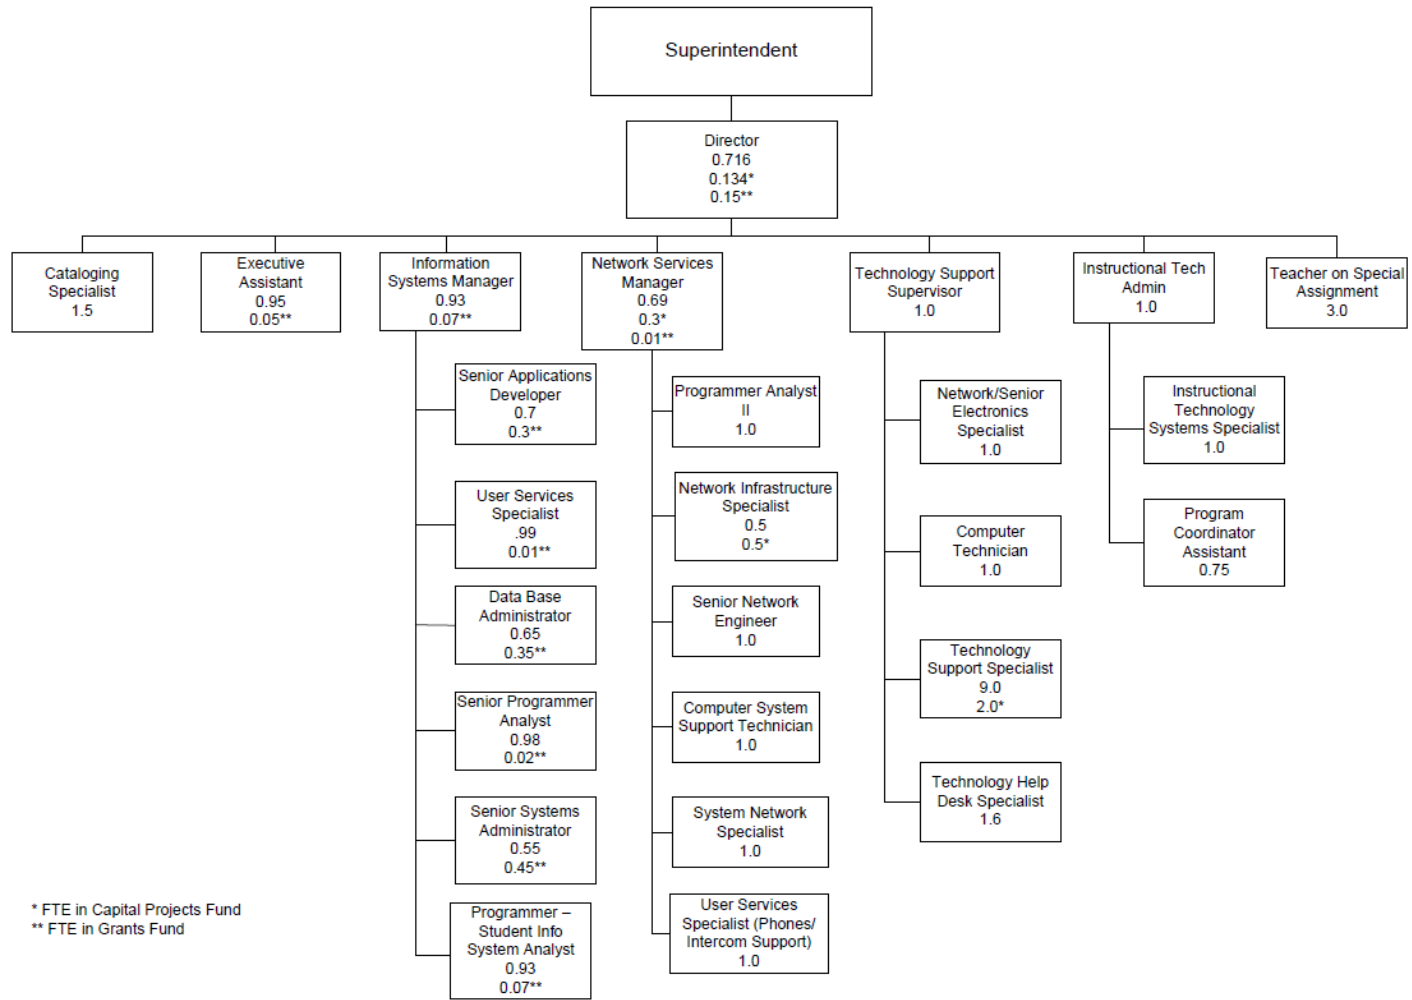 Superintendent
Director
0.716
0.134*
0.15**
Cataloging
Specialist
1.5
Executive
Assistant
0.95
0.05**
Information
Systems Manager
0.93
0.07**
Network Services
Manager
0.69
0.3*
0.01**
Technology Support
Supervisor
1.0
Instructional Tech
Admin
1.0
Teacher on Special
Assignment
3.0
Senior Applications
Developer
0.7
0.3**
User Services
Specialist
.99
0.01**
Data Base
Administrator
0.65
0.35**
Senior Programmer
Analyst
0.98
0.02**
Senior Systems
Administrator
0.55
0.45**
Programmer –
Student Info
System Analyst
0.93
0.07**
Programmer Analyst
II
1.0
Network Infrastructure
Specialist
0.5
0.5*
Senior Network
Engineer
1.0
Computer System
Support Technician
1.0
System Network
Specialist
1.0
User Services
Specialist (Phones/
Intercom Support)
1.0
Network/Senior
Electronics
Specialist
1.0
Computer
Technician
1.0
Technology
Support Specialist
9.0
2.0*
Technology Help
Desk Specialist
1.6
Instructional
Technology
Systems Specialist
1.0
Program
Coordinator
Assistant
0.75
* FTE in Capital Projects Fund
** FTE in Grants Fund